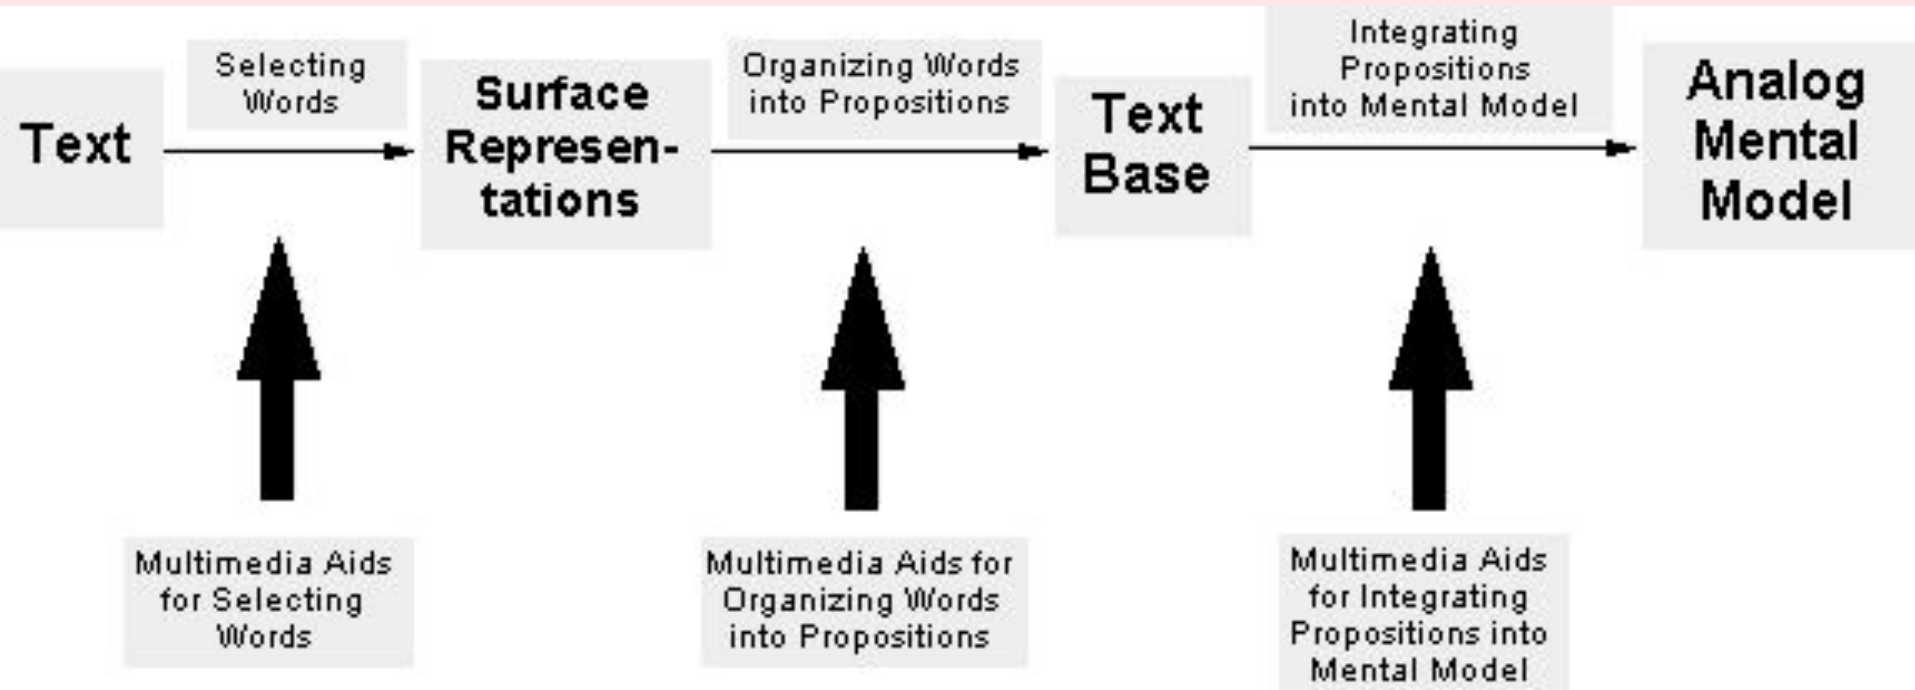 Text
Selecting
Words
Surface
Represen-
tations
Organizing Words
into Propositions
Text
Base
Integrating
Propositions
into Mental Model
Analog
Mental
Model
Multimedia Aids
for Selecting
Words
Multimedia Aids for
Organizing Words
into Propositions
Multimedia Aids
for Integrating
Propositions into
Mental Model